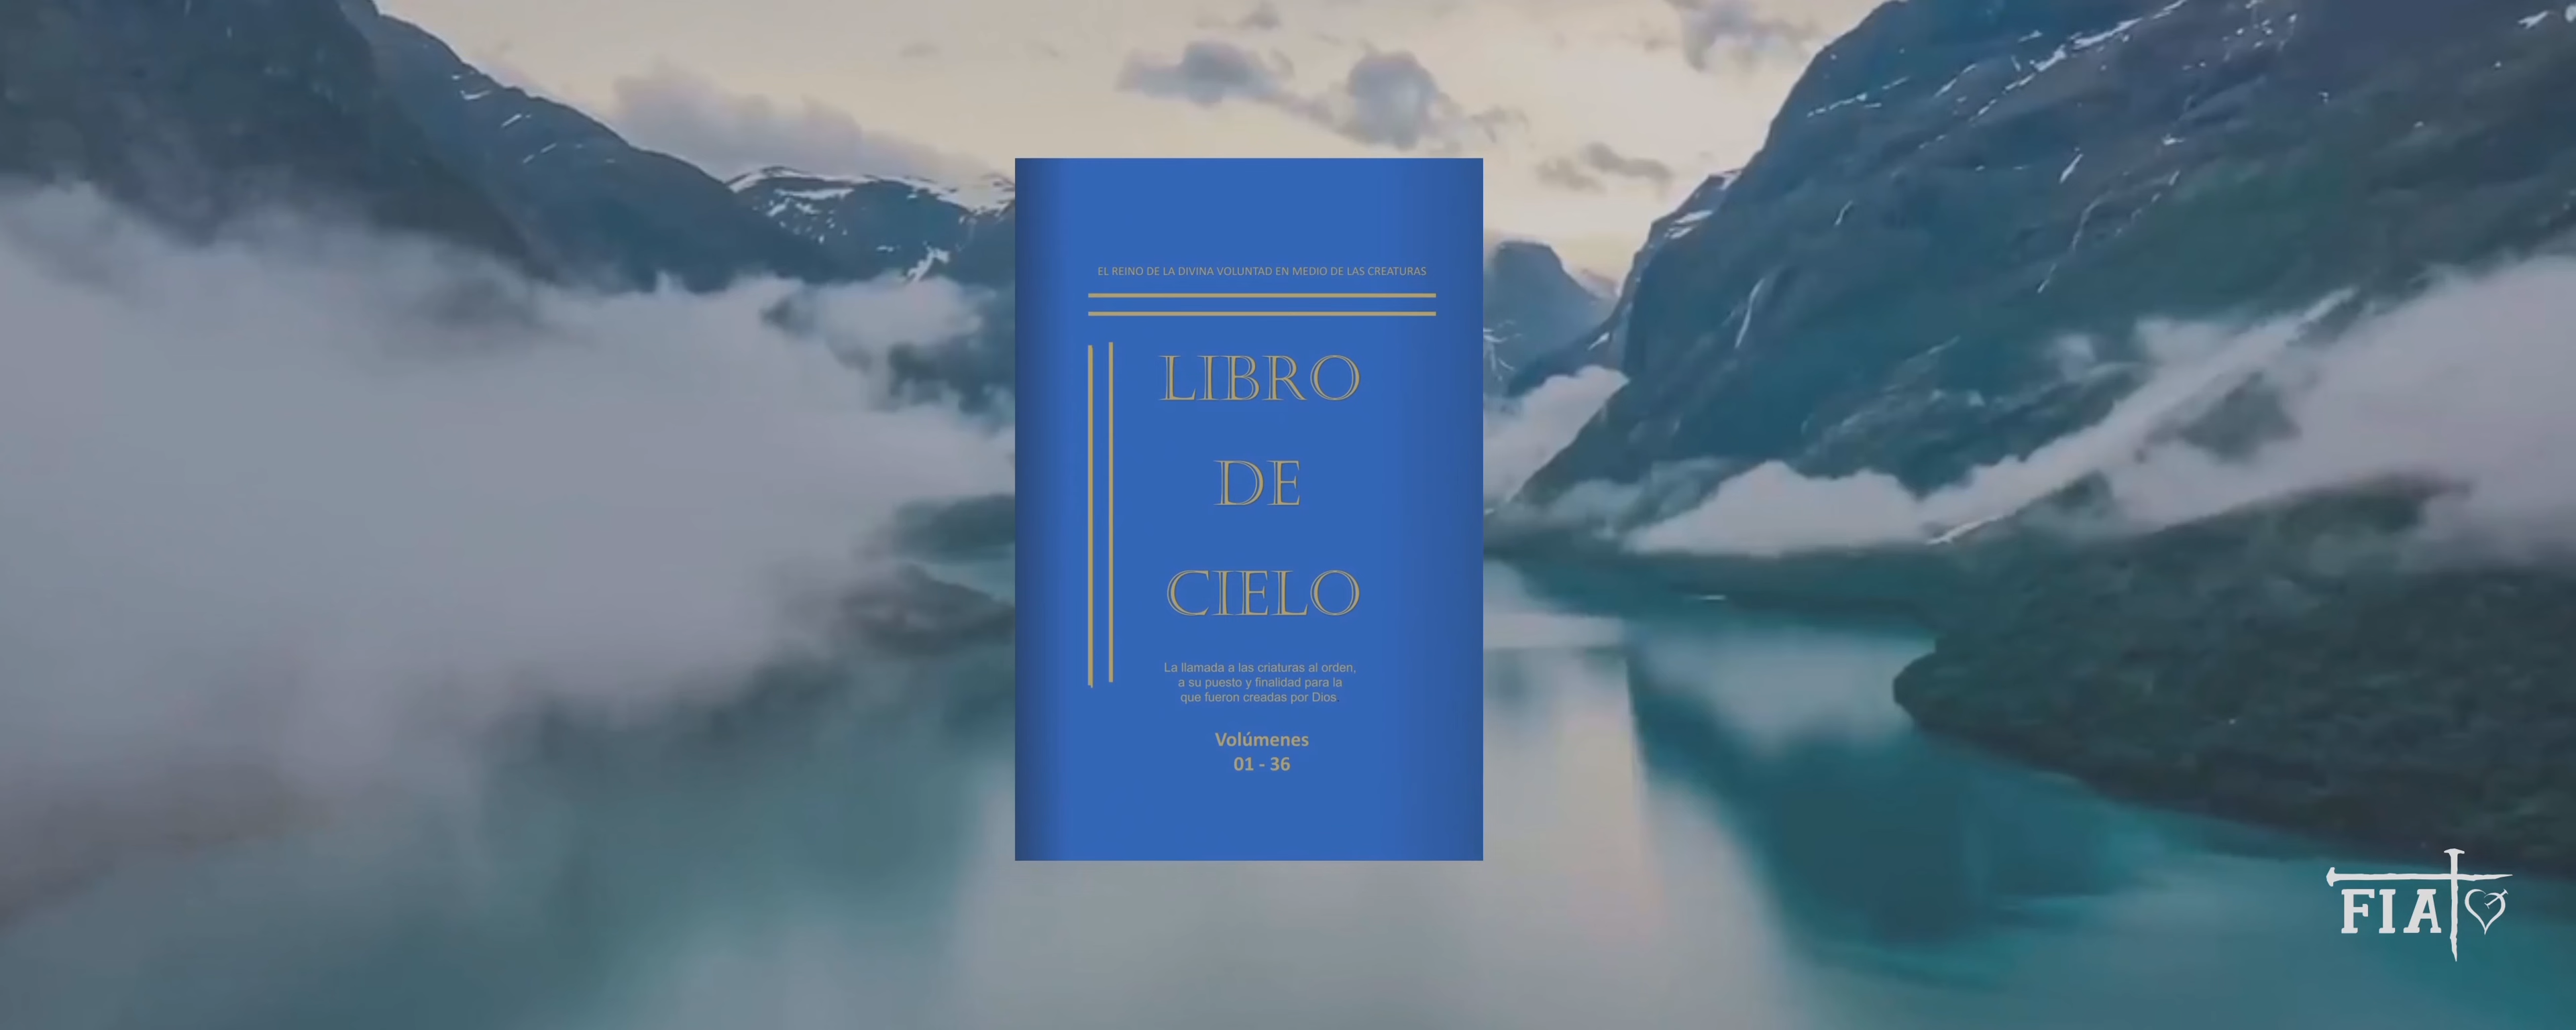 EL REINO DE LA DIVINA VOLUNTAD EN MEDIO DE LAS CREATURAS
LIBRO
DE
CIELO
La llamada a las criaturas al orden,
a su puesto y finalidad para la
que fueron creadas por Dios
Volúmenes
01 - 36
FIAT